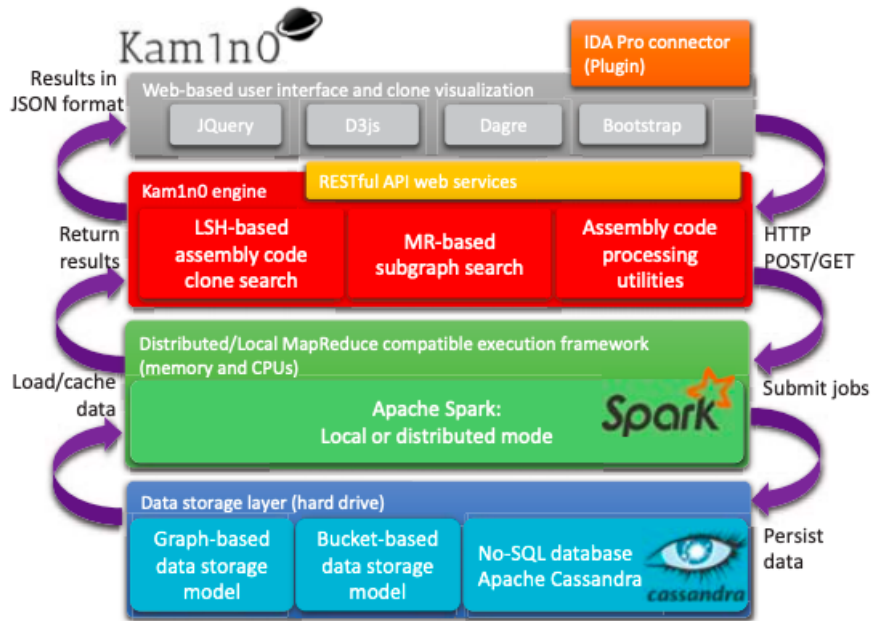 Kam1n0
IDA Pro connector
(Plugin)
Results in
JSON format
Web-based user interface and clone visualization
JQuery
D3js
Dagre
Bootstrap
RESTful API web services
Kam1n0 engine
LSH-based
assembly code
clone search
MR-based
subgraph search
Assembly code
processing
utilities
Return
results
HTTP
POST/GET
Distributed/Local MapReduce compatible execution framework
(memory and CPUs)
Load/cache
data
Apache Spark:
Local or distributed mode
Spark
Submit jobs
Data storage layer (hard drive)
Graph-based
data storage
model
Bucket-based
data storage
model
No-SQL database
Apache Cassandra
cassandra
Persist
data